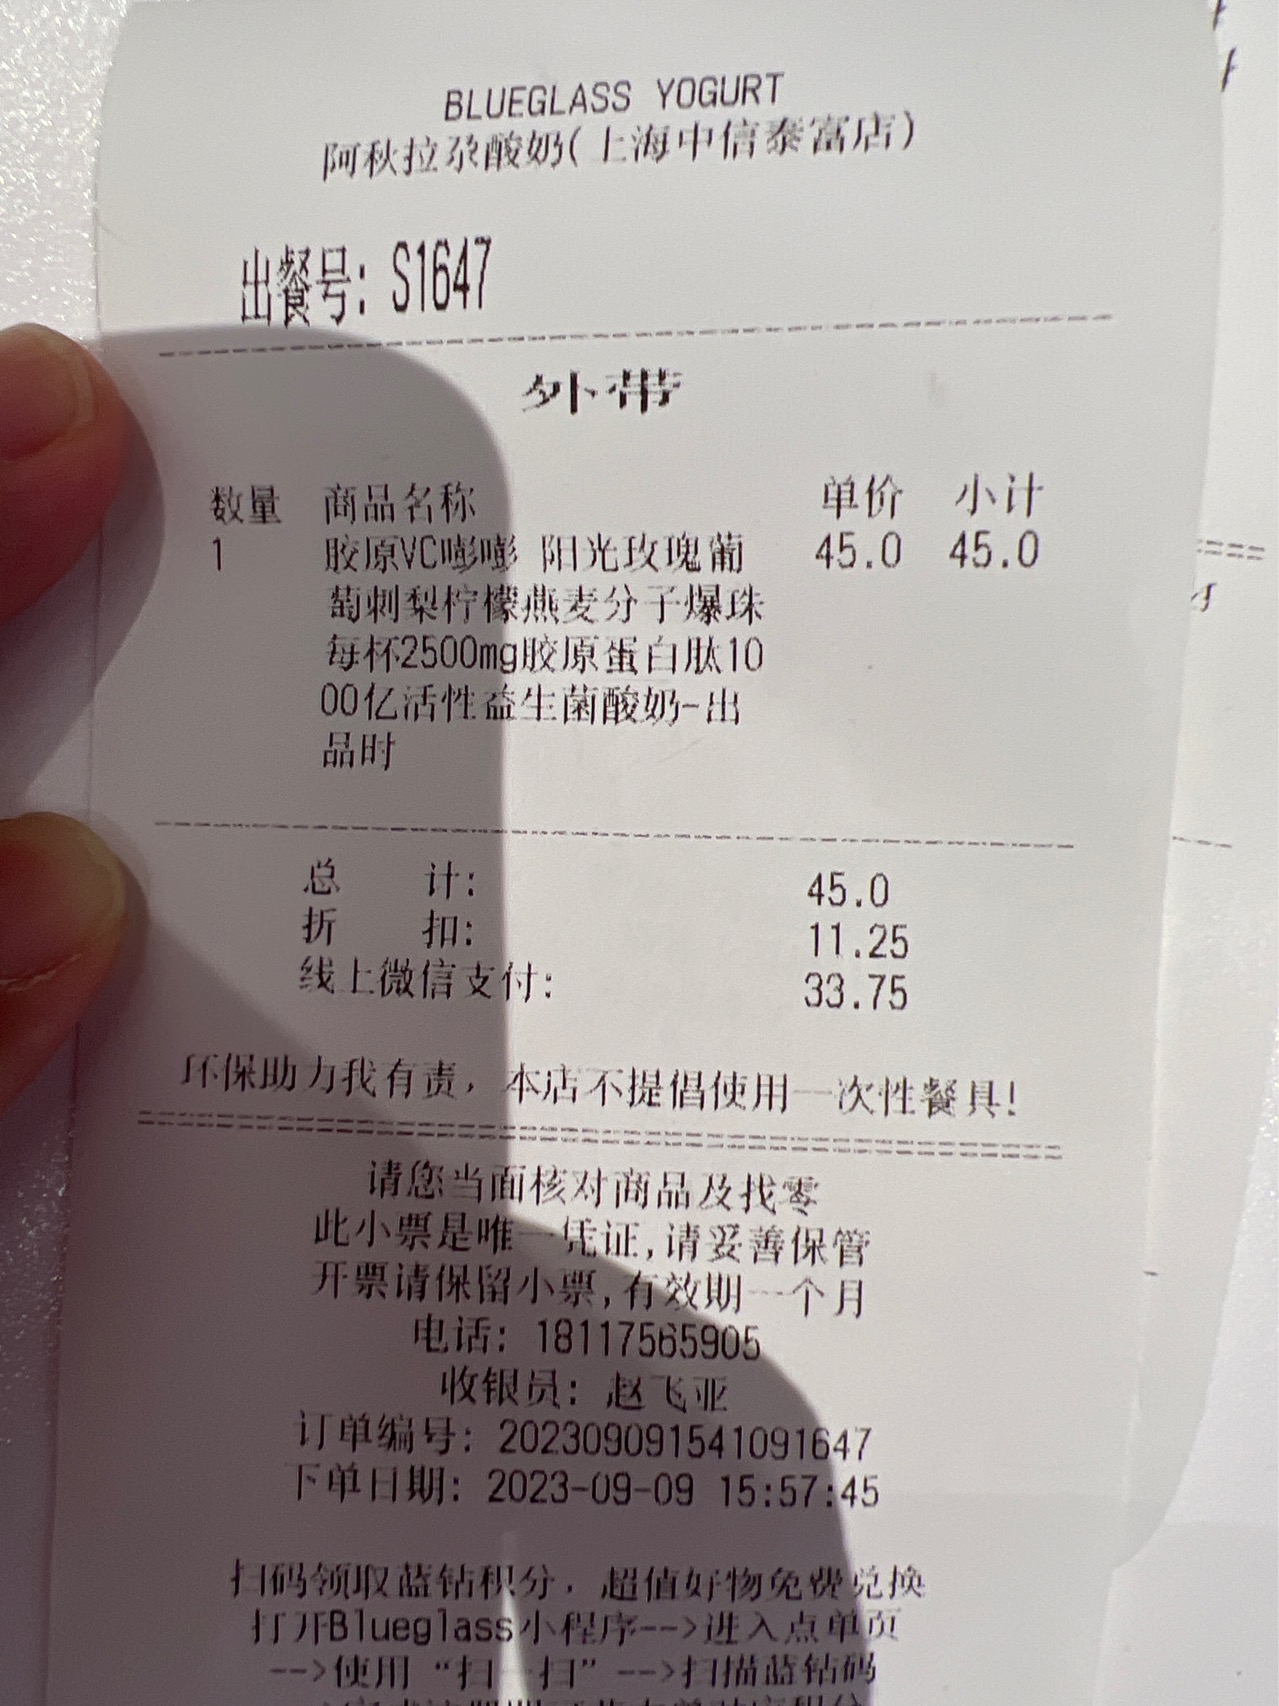 BLUEGLASS YOGURT
阿秋拉尕酸奶(上海中信泰富店)
出餐号: S1647
外带
数量 商品名称 单价 小计
1 胶原VC嘭嘭 阳光玫瑰葡 45.0 45.0
萄刺梨柠檬燕麦分子爆珠
每杯2500mg胶原蛋白肽10
00亿活性益生菌酸奶-出
品时
总 计: 45.0
折 扣: 11.25
线上微信支付: 33.75
环保助力我有责，本店不提倡使用一次性餐具!
请您当面核对商品及找零
此小票是唯一凭证,请妥善保管
开票请保留小票,有效期一个月
电话: 18117565905
收银员: 赵飞亚
订单编号: 202309091541091647
下单日期: 2023-09-09 15:57:45
扫码领取蓝钻积分，超值好物免费兑换
打开Blueglass小程序-->进入点单页
-->使用“扫一扫”-->扫描蓝钻码